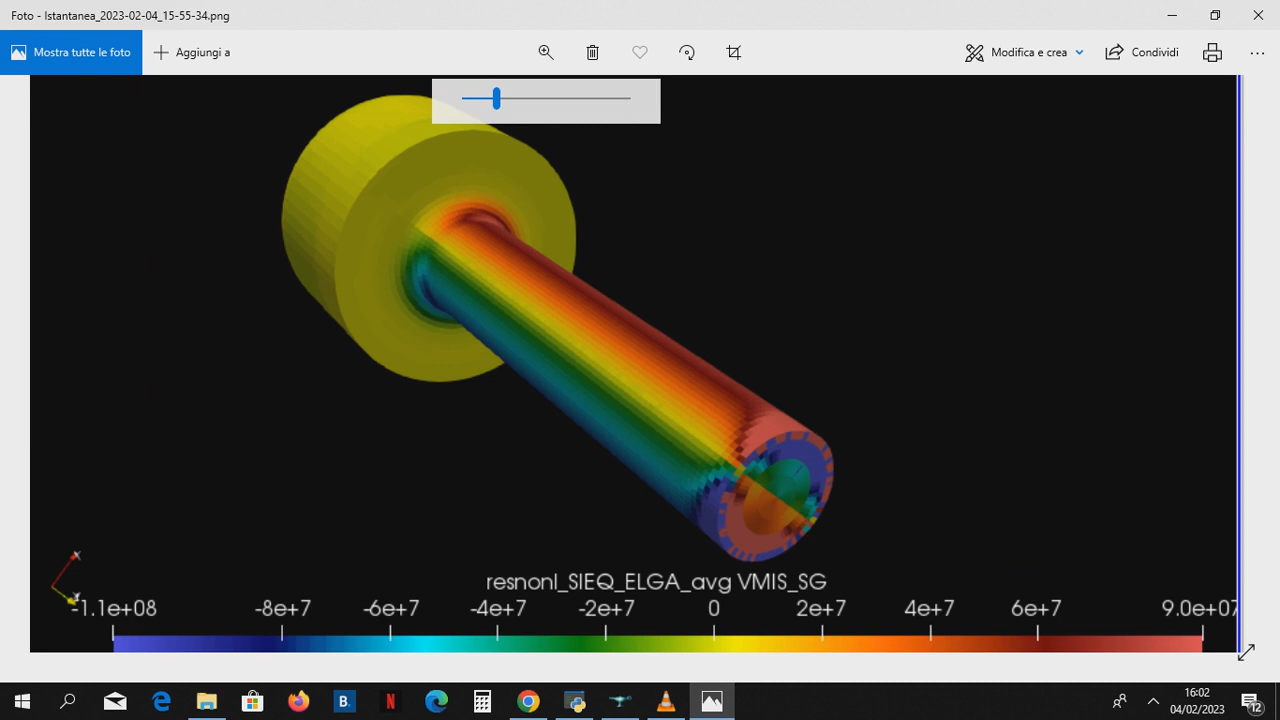 Foto - Istantanea_2023-02-04_15-55-34.png
Mostra tutte le foto
Aggiungi a
Modifica e crea
Condividi
resnonl_SIEQ_ELGA_avg VMIS_SG
-1.1e+08 -8e+7 -6e+7 -4e+7 -2e+7 0 2e+7 4e+7 6e+7 9.0e+07
X
Y
B.
N
16:02
04/02/2023
12